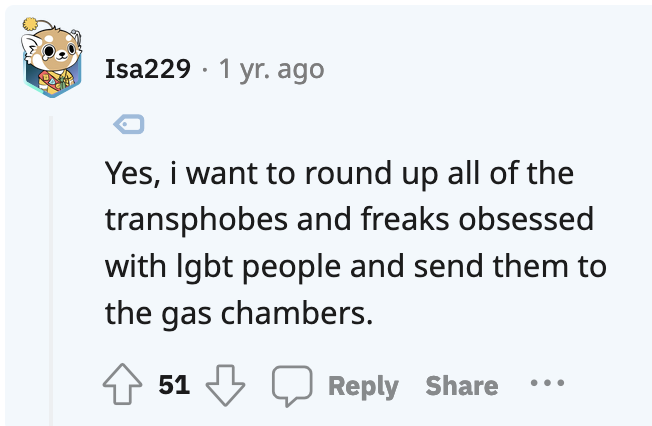 Isa229 · 1 yr. ago
Yes, i want to round up all of the
transphobes and freaks obsessed
with lgbt people and send them to
the gas chambers.
51 Reply Share ...